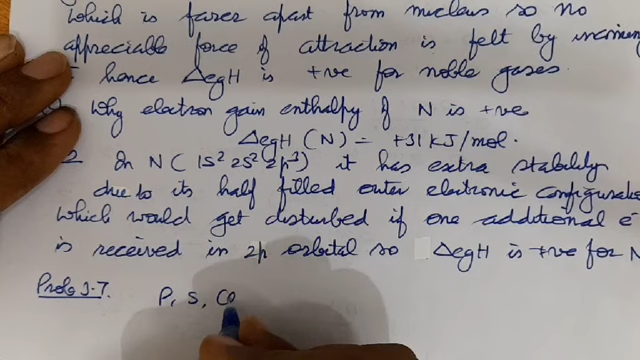 which is farer apart from nucleus so no
appreciable force of attraction is felt by incoming
hence ΔegH is +ve for noble gases.
Why electron gain enthalpy of N is +ve
ΔegH (N) = +31 KJ/mol.
In N( 1s² 2s² 2p³) it has extra stability
due to its half filled outer electronic configuration
which would get disturbed if one additional e⁻
is received in 2p orbital so ΔegH is +ve for N
Prob 3.7. P, S,